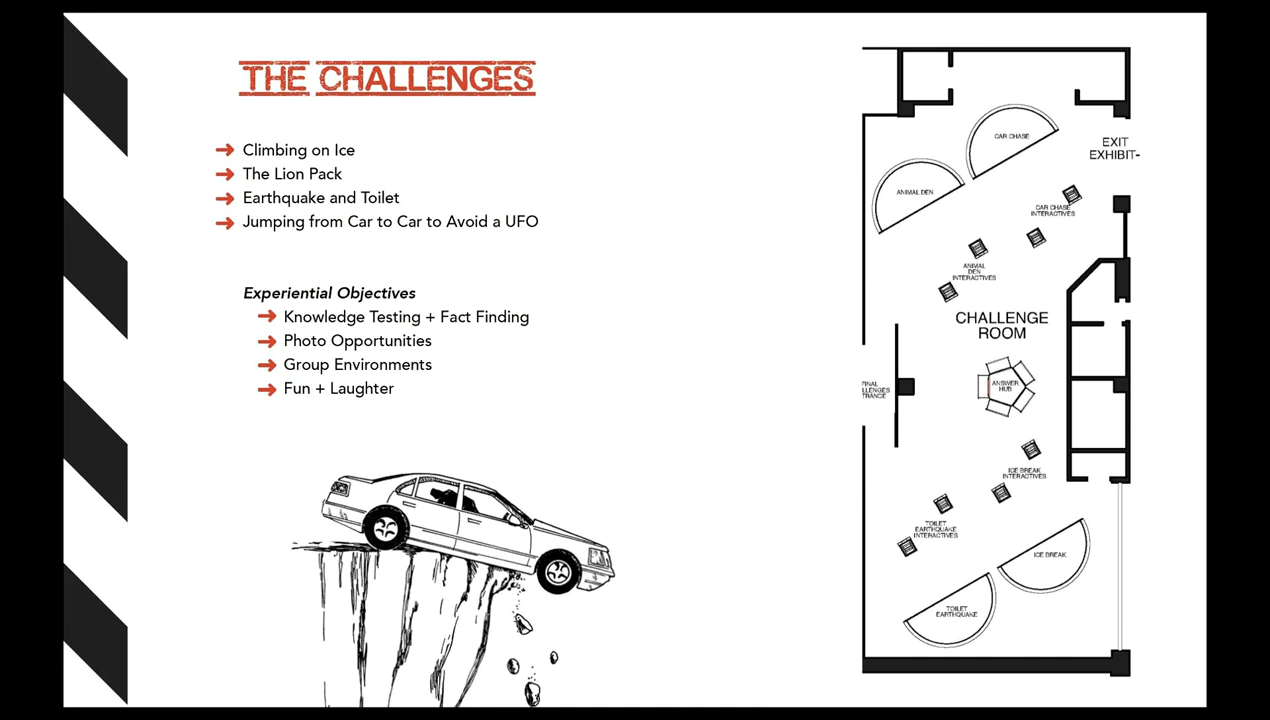 THE CHALLENGES
Climbing on Ice
The Lion Pack
Earthquake and Toilet
Jumping from Car to Car to Avoid a UFO
Experiential Objectives
Knowledge Testing + Fact Finding
Photo Opportunities
Group Environments
Fun + Laughter
CAR CHASE
EXIT
EXHIBIT-
ANIMAL DEN
CAR CHASE
INTERACTIVES
ANIMAL
DEN
INTERACTIVES
CHALLENGE
ROOM
INAL
LLENGES
TRANCE
ANSWER
HUB
ICE BREAK
INTERACTIVES
TOILET
EARTHQUAKE
INTERACTIVES
ICE BREAK
TOILET
EARTHQUAKE